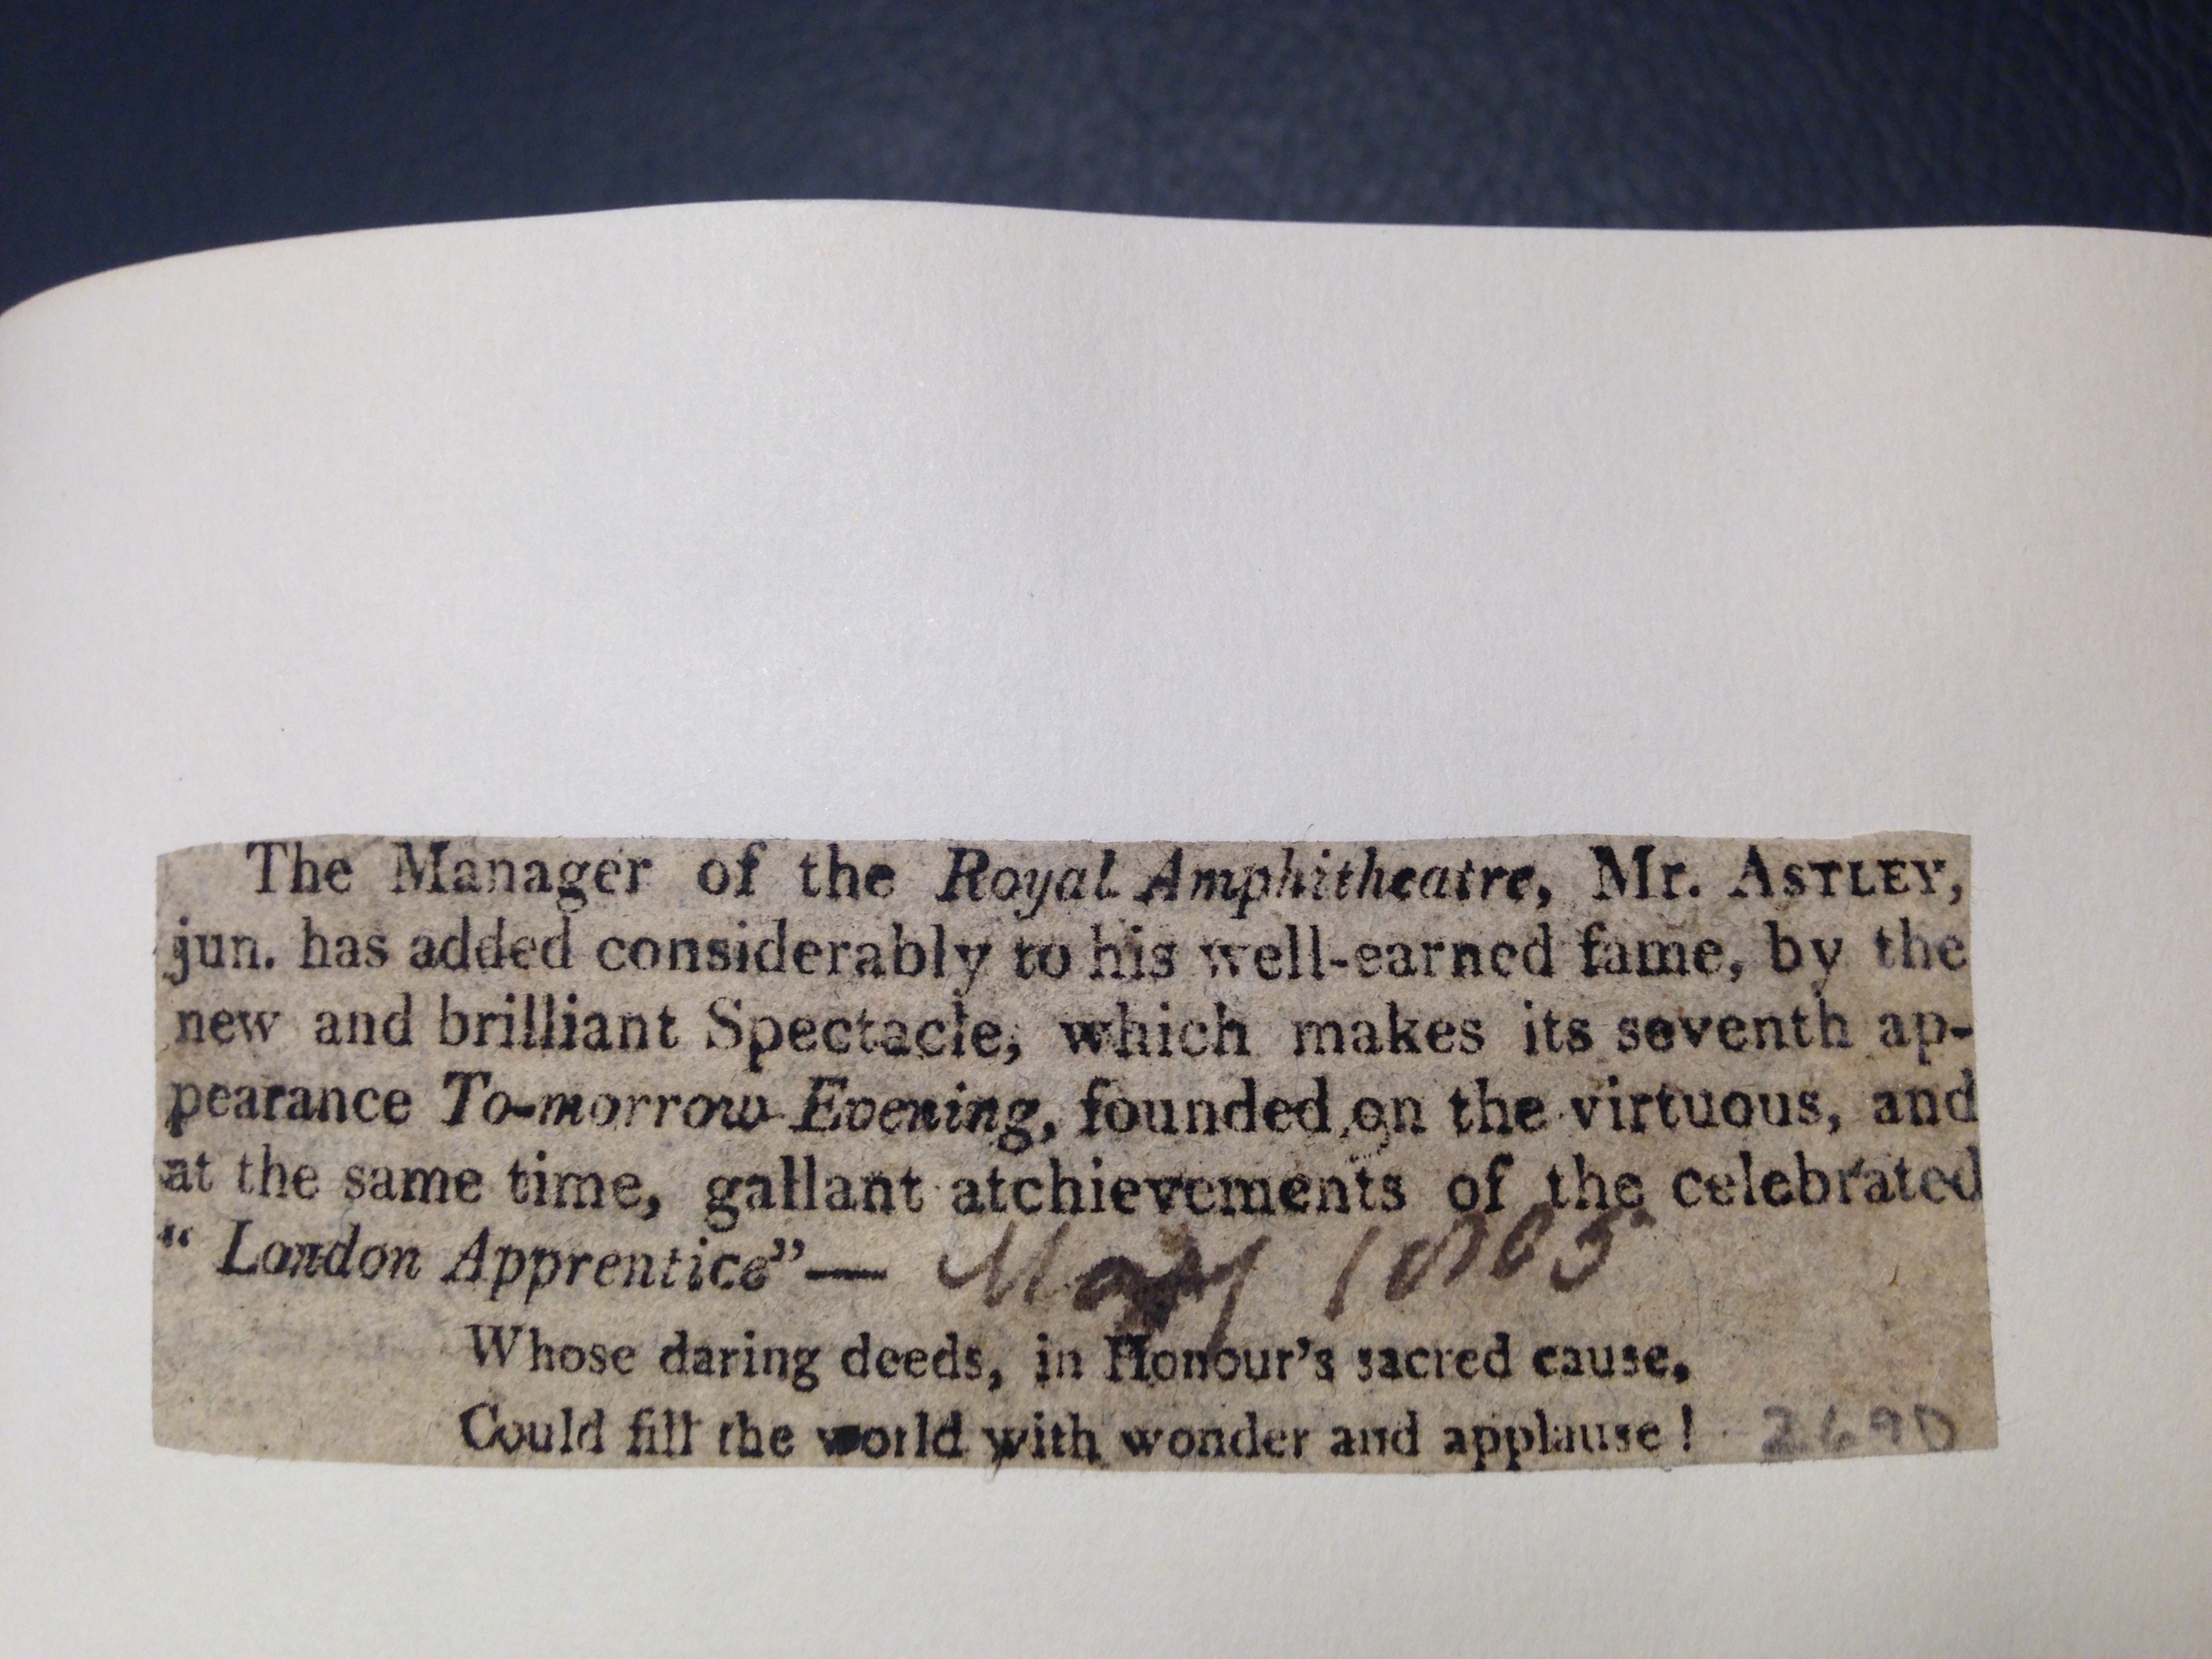 The Manager of the Royal Amphitheatre, Mr. ASTLEY,
jun. has added considerably to his well-earned fame, by the
new and brilliant Spectacle, which makes its seventh ap-
pearance To-morrow Evening, founded on the virtuous, and
at the same time, gallant atchievements of the celebrated
" London Apprentice"— May 1805
Whose daring deeds, in Honour's sacred cause,
Could fill the world with wonder and applause! 2690